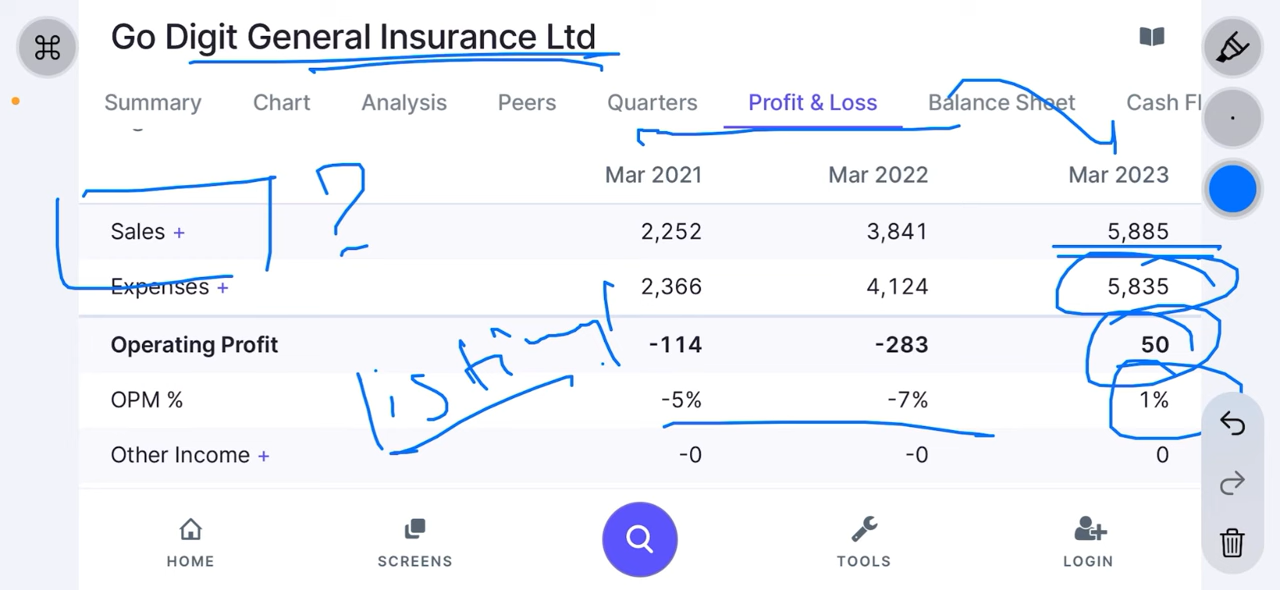 Go Digit General Insurance Ltd
Summary Chart Analysis Peers Quarters Profit & Loss Balance Sheet Cash Fl
Mar 2021 Mar 2022 Mar 2023
Sales + ? 2,252 3,841 5,885
Expenses + 2,366 4,124 5,835
Operating Profit -114 -283 50
listing!
OPM % -5% -7% 1%
Other Income + -0 -0 0
HOME SCREENS TOOLS LOGIN